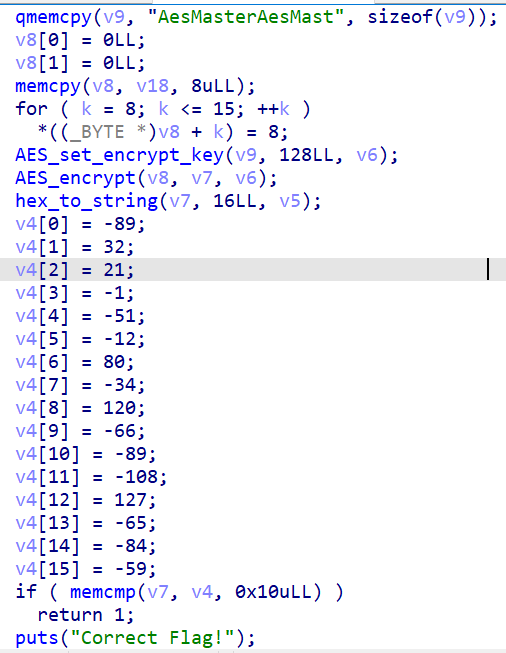 qmemcpy(v9, "AesMasterAesMast", sizeof(v9));
v8[0] = 0LL;
v8[1] = 0LL;
memcpy(v8, v18, 8uLL);
for ( k = 8; k <= 15; ++k )
  *((_BYTE *)v8 + k) = 8;
AES_set_encrypt_key(v9, 128LL, v6);
AES_encrypt(v8, v7, v6);
hex_to_string(v7, 16LL, v5);
v4[0] = -89;
v4[1] = 32;
v4[2] = 21;
v4[3] = -1;
v4[4] = -51;
v4[5] = -12;
v4[6] = 80;
v4[7] = -34;
v4[8] = 120;
v4[9] = -66;
v4[10] = -89;
v4[11] = -108;
v4[12] = 127;
v4[13] = -65;
v4[14] = -84;
v4[15] = -59;
if ( memcmp(v7, v4, 0x10uLL) )
  return 1;
puts("Correct Flag!");